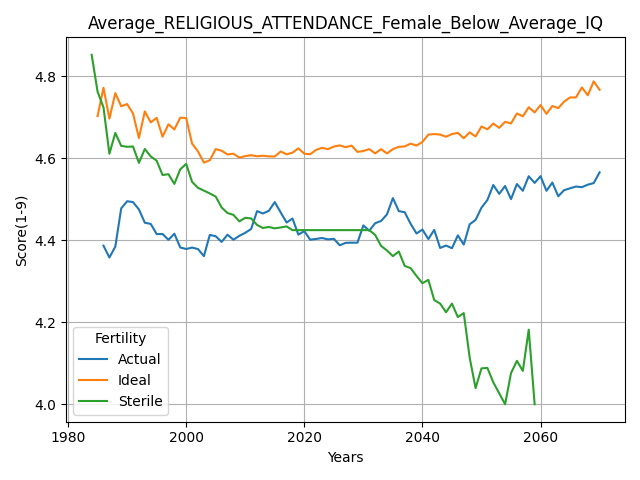 Average_RELIGIOUS_ATTENDANCE_Female_Below_Average_IQ
4.8
4.6
4.4
4.2
4.0
Score(1-9)
Fertility
Actual
Ideal
Sterile
1980
2000
2020
2040
2060
Years